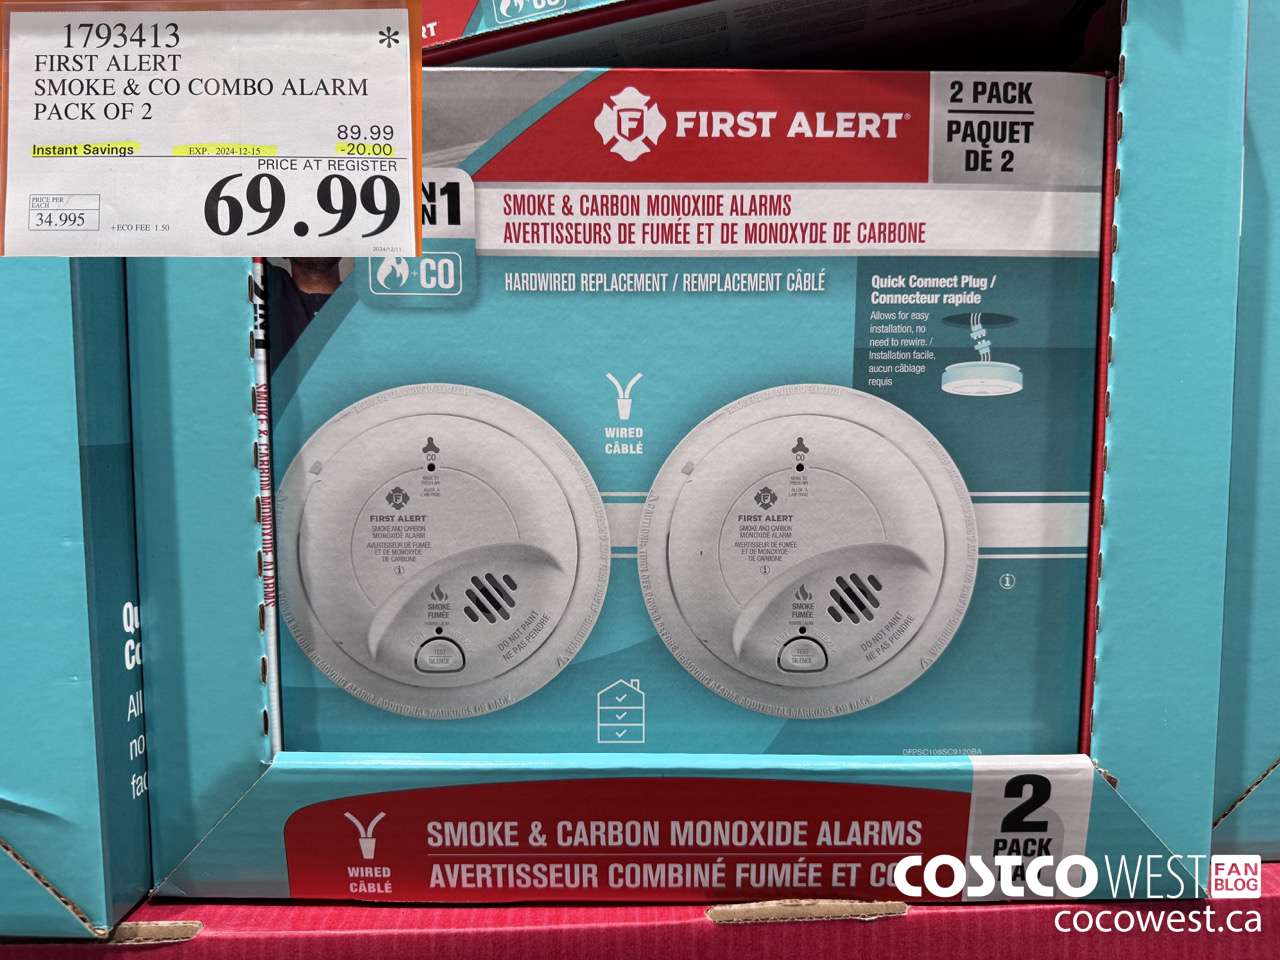 1793413 *
FIRST ALERT
SMOKE & CO COMBO ALARM
PACK OF 2
89.99
Instant Savings EXP. 2024-12-15 -20.00
PRICE AT REGISTER
69.99
PRICE PER
EACH
34.995
+ECO FEE 1.50
2024/12/11
FIRST ALERT®
2 PACK
PAQUET
DE 2
SMOKE & CARBON MONOXIDE ALARMS
AVERTISSEURS DE FUMÉE ET DE MONOXYDE DE CARBONE
+CO
HARDWIRED REPLACEMENT / REMPLACEMENT CÂBLÉ
Quick Connect Plug /
Connecteur rapide
Allows for easy
installation, no
need to rewire. /
Installation facile,
aucun câblage
requis
WIRED
CÂBLÉ
CO
FIRST ALERT
SMOKE AND CARBON
MONOXIDE ALARM
AVERTISSEUR DE FUMÉE
ET DE MONOXYDE
DE CARBONE
SMOKE
FUMÉE
TEST
SILENCE
DO NOT PAINT
NE PAS PEINDRE
CO
FIRST ALERT
SMOKE AND CARBON
MONOXIDE ALARM
AVERTISSEUR DE FUMÉE
ET DE MONOXYDE
DE CARBONE
SMOKE
FUMÉE
TEST
SILENCE
DO NOT PAINT
NE PAS PEINDRE
SMOKE & CARBON MONOXIDE ALARMS
WIRED
CÂBLÉ
SMOKE & CARBON MONOXIDE ALARMS
AVERTISSEUR COMBINÉ FUMÉE ET CO
2
PACK
COSTCO WEST FAN
BLOG
cocowest.ca